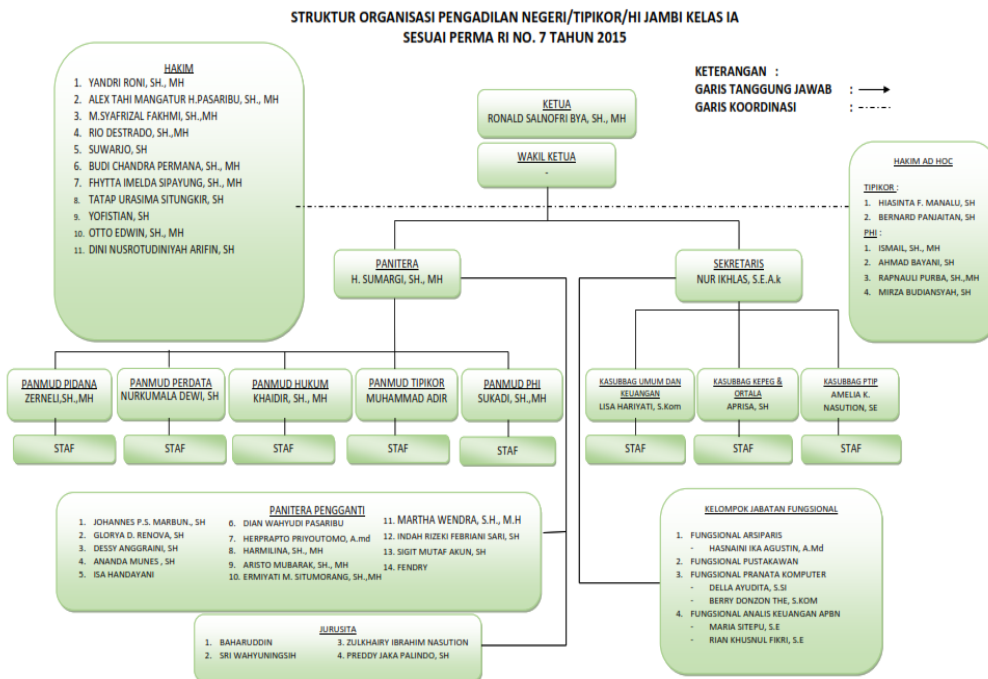 STRUKTUR ORGANISASI PENGADILAN NEGERI/TIPIKOR/HI JAMBI KELAS IA
SESUAI PERMA RI NO. 7 TAHUN 2015
HAKIM
1. YANDRI RONI, SH., MH
2. ALEX TAHI MANGATUR H.PASARIBU, SH., MH
3. M.SYAFRIZAL FAKHMI, SH.,MH
4. RIO DESTRADO, SH.,MH
5. SUWARJO, SH
6. BUDI CHANDRA PERMANA, SH., MH
7. FHYTTA IMELDA SIPAYUNG, SH., MH
8. TATAP URASIMA SITUNGKIR, SH
9. YOFISTIAN, SH
10. OTTO EDWIN, SH., MH
11. DINI NUSROTUDINIYAH ARIFIN, SH
KETERANGAN :
GARIS TANGGUNG JAWAB :
GARIS KOORDINASI :
KETUA
RONALD SALNOFRI BYA, SH., MH
WAKIL KETUA
-
HAKIM AD HOC
TIPIKOR :
1. HIASINTA F. MANALU, SH
2. BERNARD PANJAITAN, SH
PHI :
1. ISMAIL, SH., MH
2. AHMAD BAYANI, SH
3. RAPNAULI PURBA, SH.,MH
4. MIRZA BUDIANSYAH, SH
PANITERA
H. SUMARGI, SH., MH
SEKRETARIS
NUR IKHLAS, S.E.A.k
PANMUD PIDANA
ZERNELI,SH.,MH
PANMUD PERDATA
NURKUMALA DEWI, SH
PANMUD HUKUM
KHAIDIR, SH., MH
PANMUD TIPIKOR
MUHAMMAD ADIR
PANMUD PHI
SUKADI, SH.,MH
KASUBBAG UMUM DAN
KEUANGAN
LISA HARIYATI, S.Kom
KASUBBAG KEPEG &
ORTALA
APRISA, SH
KASUBBAG PTIP
AMELIA K.
NASUTION, SE
STAF
STAF
STAF
STAF
STAF
STAF
STAF
STAF
PANITERA PENGGANTI
1. JOHANNES P.S. MARBUN., SH
2. GLORYA D. RENOVA, SH
3. DESSY ANGGRAINI, SH
4. ANANDA MUNES , SH
5. ISA HANDAYANI
6. DIAN WAHYUDI PASARIBU
7. HERPRAPTO PRIYOUTOMO, A.md
8. HARMILINA, SH., MH
9. ARISTO MUBARAK, SH., MH
10. ERMIYATI M. SITUMORANG, SH.,MH
11. MARTHA WENDRA, S.H., M.H
12. INDAH RIZEKI FEBRIANI SARI, SH
13. SIGIT MUTAF AKUN, SH
14. FENDRY
KELOMPOK JABATAN FUNGSIONAL
1. FUNGSIONAL ARSIPARIS
- HASNAINI IKA AGUSTIN, A.Md
2. FUNGSIONAL PUSTAKAWAN
3. FUNGSIONAL PRANATA KOMPUTER
- DELLA AYUDITA, S.SI
- BERRY DONZON THE, S.KOM
4. FUNGSIONAL ANALIS KEUANGAN APBN
- MARIA SITEPU, S.E
- RIAN KHUSNUL FIKRI, S.E
JURUSITA
1. BAHARUDDIN
2. SRI WAHYUNINGSIH
3. ZULKHAIRY IBRAHIM NASUTION
4. PREDDY JAKA PALINDO, SH